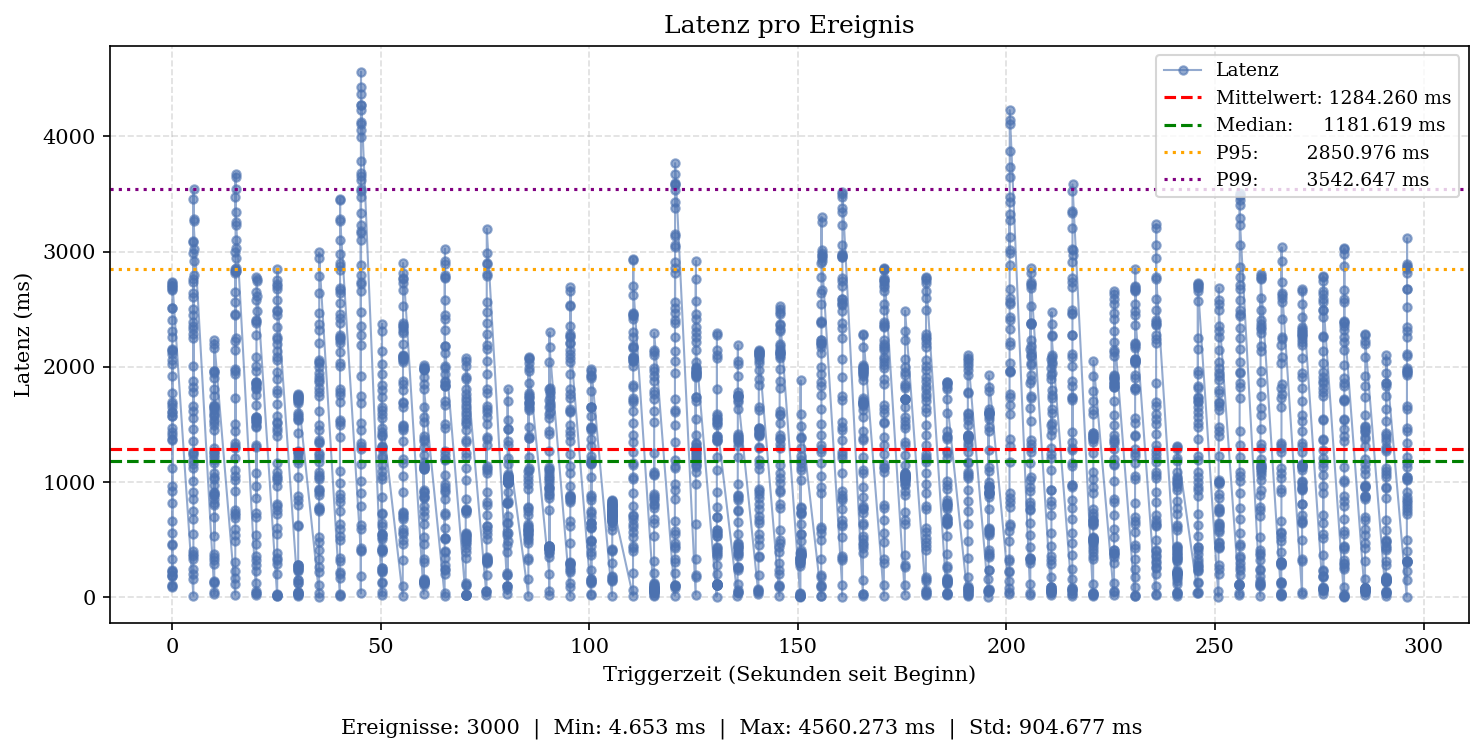 Latenz pro Ereignis
Latenz
Mittelwert: 1284.260 ms
Median: 1181.619 ms
P95: 2850.976 ms
P99: 3542.647 ms
Latenz (ms)
4000
3000
2000
1000
0
0 50 100 150 200 250 300
Triggerzeit (Sekunden seit Beginn)
Ereignisse: 3000 | Min: 4.653 ms | Max: 4560.273 ms | Std: 904.677 ms